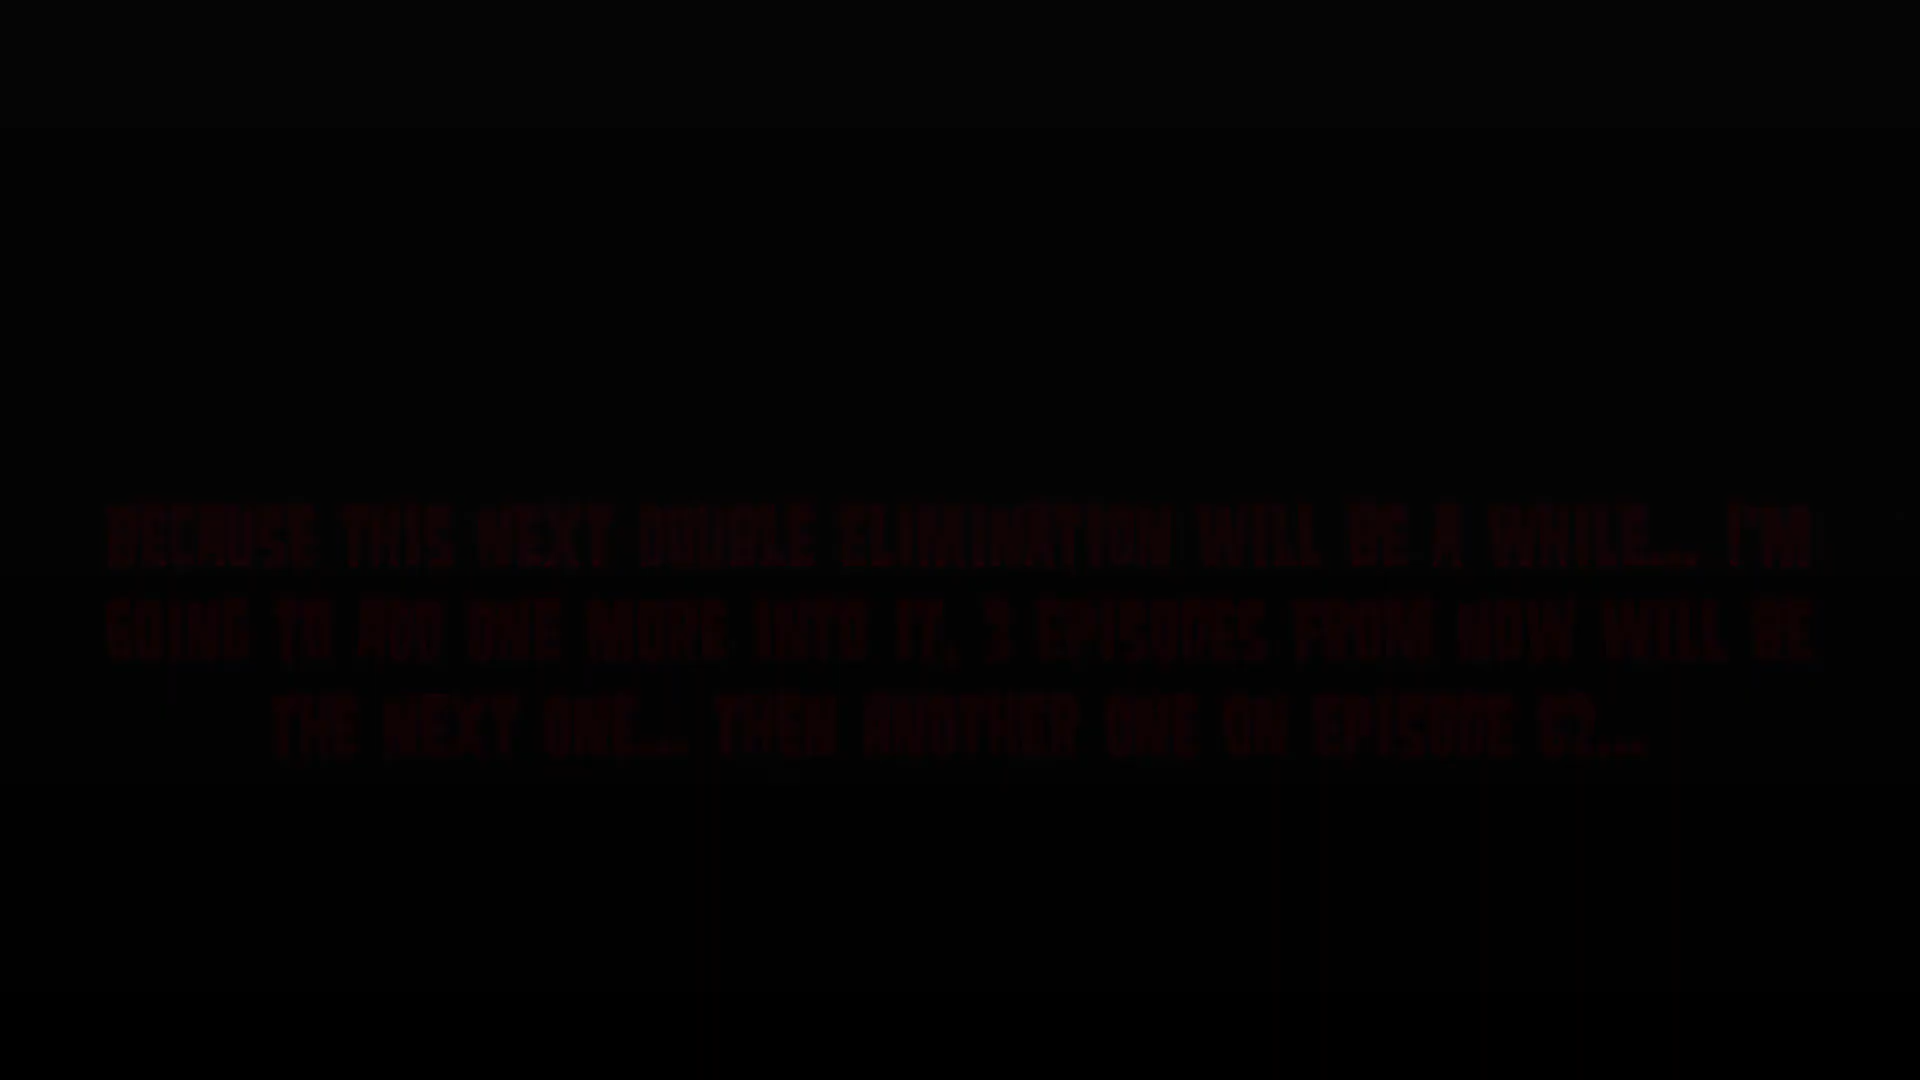 BECAUSE THIS NEXT DOUBLE ELIMINATION WILL BE A WHILE... I'M
GOING TO ADD ONE MORE INTO IT, 3 EPISODES FROM NOW WILL BE
THE NEXT ONE... THEN ANOTHER ONE ON EPISODE